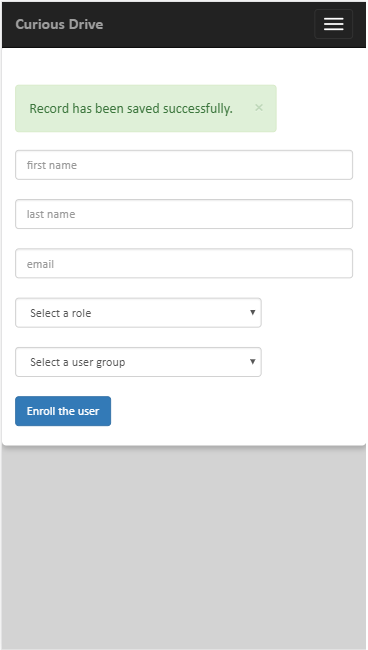 Curious Drive
Record has been saved successfully. ×
first name
last name
email
Select a role
Select a user group
Enroll the user